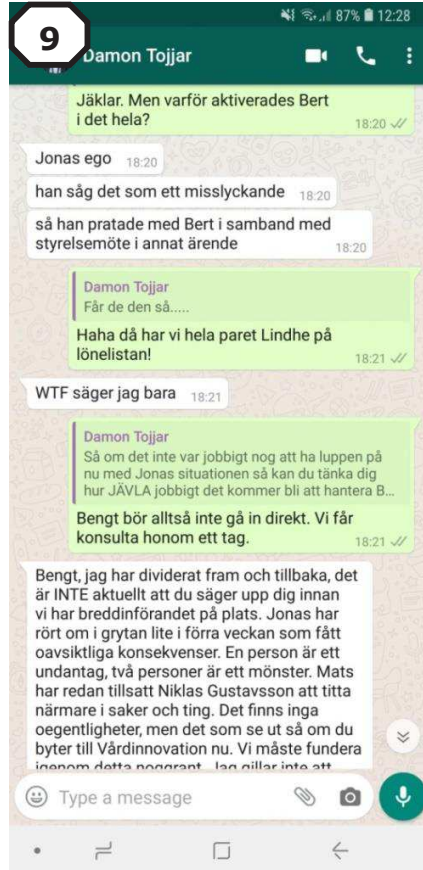 87% 12:28
9
Damon Tojjar
Jäklar. Men varför aktiverades Bert
i det hela?
18:20
Jonas ego 18:20
han såg det som ett misslyckande 18:20
så han pratade med Bert i samband med
styrelsemöte i annat ärende
18:20
Damon Tojjar
Får de den så.....
Haha då har vi hela paret Lindhe på
lönelistan!
18:21
WTF säger jag bara 18:21
Damon Tojjar
Så om det inte var jobbigt nog att ha luppen på
nu med Jonas situationen så kan du tänka dig
hur JÄVLA jobbigt det kommer bli att hantera B...
Bengt bör alltså inte gå in direkt. Vi får
konsulta honom ett tag.
18:21
Bengt, jag har dividerat fram och tillbaka, det
är INTE aktuellt att du säger upp dig innan
vi har breddinförandet på plats. Jonas har
rört om i grytan lite i förra veckan som fått
oavsiktliga konsekvenser. En person är ett
undantag, två personer är ett mönster. Mats
har redan tillsatt Niklas Gustavsson att titta
närmare i saker och ting. Det finns inga
oegentligheter, men det som se ut så om du
byter till Vårdinnovation nu. Vi måste fundera
igenom detta noggrant. Jag gillar inte att
Type a message